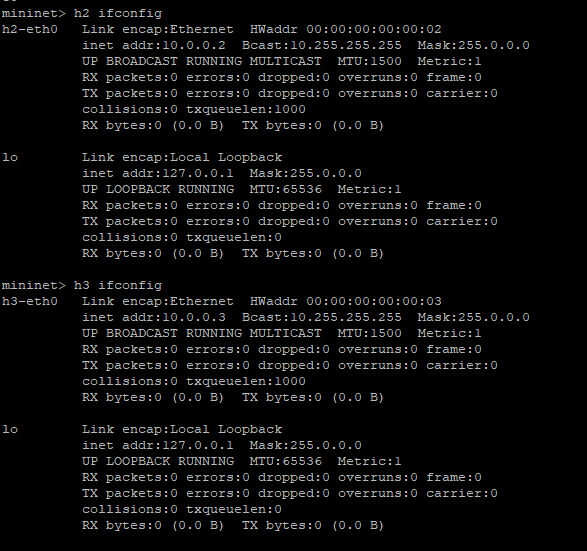 mininet> h2 ifconfig
h2-eth0   Link encap:Ethernet  HWaddr 00:00:00:00:00:02
          inet addr:10.0.0.2  Bcast:10.255.255.255  Mask:255.0.0.0
          UP BROADCAST RUNNING MULTICAST  MTU:1500  Metric:1
          RX packets:0 errors:0 dropped:0 overruns:0 frame:0
          TX packets:0 errors:0 dropped:0 overruns:0 carrier:0
          collisions:0 txqueuelen:1000
          RX bytes:0 (0.0 B)  TX bytes:0 (0.0 B)

lo        Link encap:Local Loopback
          inet addr:127.0.0.1  Mask:255.0.0.0
          UP LOOPBACK RUNNING  MTU:65536  Metric:1
          RX packets:0 errors:0 dropped:0 overruns:0 frame:0
          TX packets:0 errors:0 dropped:0 overruns:0 carrier:0
          collisions:0 txqueuelen:0
          RX bytes:0 (0.0 B)  TX bytes:0 (0.0 B)

mininet> h3 ifconfig
h3-eth0   Link encap:Ethernet  HWaddr 00:00:00:00:00:03
          inet addr:10.0.0.3  Bcast:10.255.255.255  Mask:255.0.0.0
          UP BROADCAST RUNNING MULTICAST  MTU:1500  Metric:1
          RX packets:0 errors:0 dropped:0 overruns:0 frame:0
          TX packets:0 errors:0 dropped:0 overruns:0 carrier:0
          collisions:0 txqueuelen:1000
          RX bytes:0 (0.0 B)  TX bytes:0 (0.0 B)

lo        Link encap:Local Loopback
          inet addr:127.0.0.1  Mask:255.0.0.0
          UP LOOPBACK RUNNING  MTU:65536  Metric:1
          RX packets:0 errors:0 dropped:0 overruns:0 frame:0
          TX packets:0 errors:0 dropped:0 overruns:0 carrier:0
          collisions:0 txqueuelen:0
          RX bytes:0 (0.0 B)  TX bytes:0 (0.0 B)